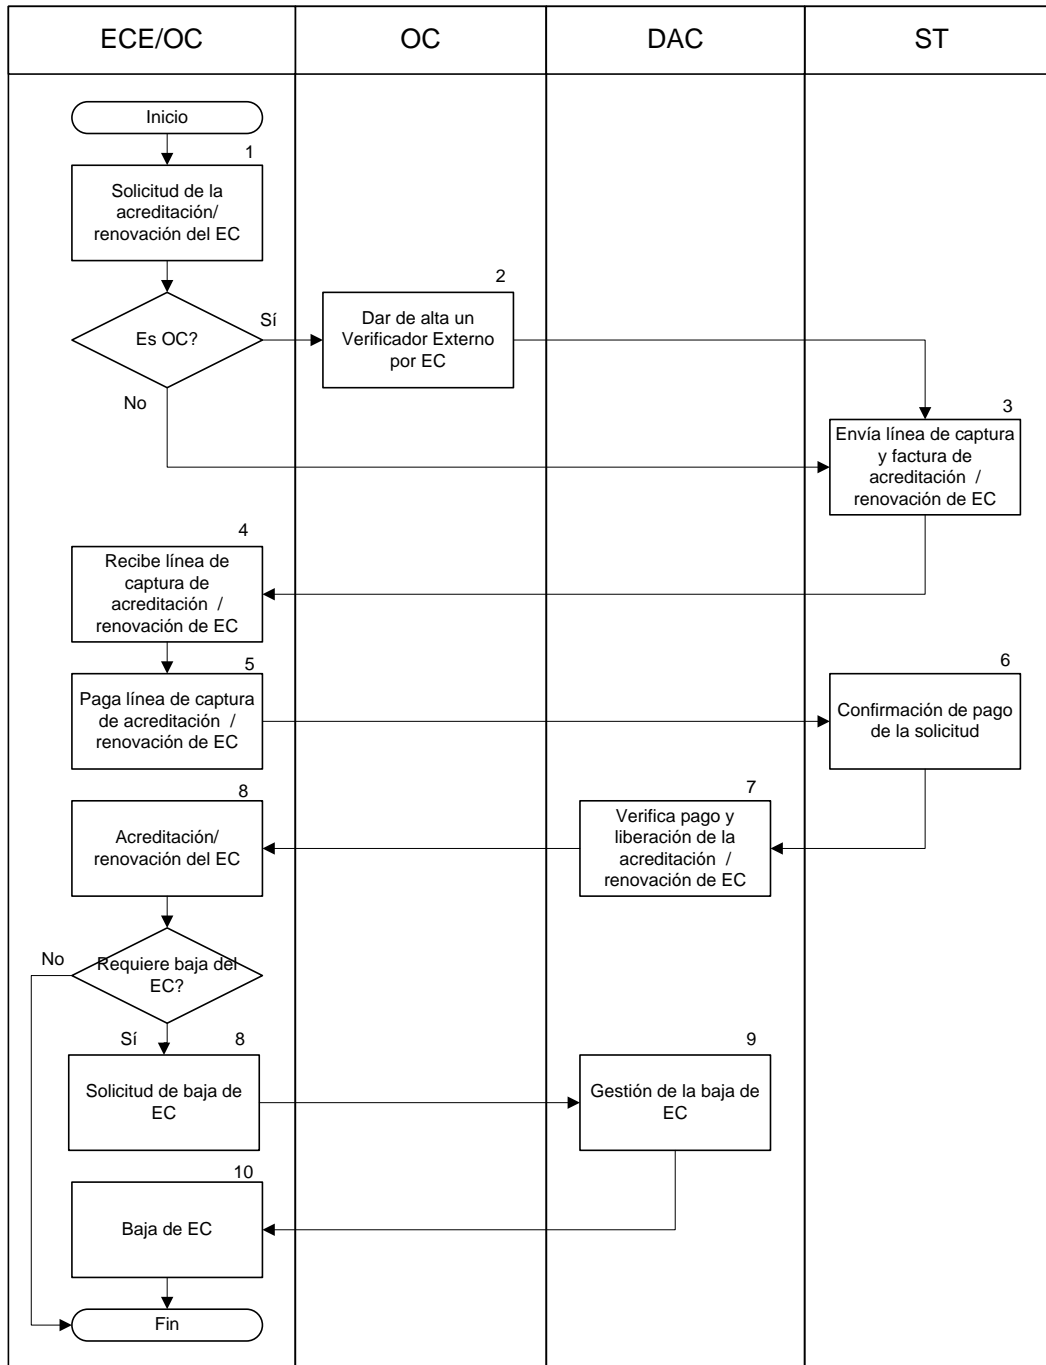 ECE/OC
OC
DAC
ST
Inicio
1
Solicitud de la
acreditación/
renovación del EC
Es OC?
Sí
No
2
Dar de alta un
Verificador Externo
por EC
3
Envía línea de captura
y factura de
acreditación /
renovación de EC
4
Recibe línea de
captura de
acreditación /
renovación de EC
5
Paga línea de captura
de acreditación /
renovación de EC
6
Confirmación de pago
de la solicitud
7
Verifica pago y
liberación de la
acreditación /
renovación de EC
8
Acreditación/
renovación del EC
No
Requiere baja del
EC?
Sí
8
Solicitud de baja de
EC
9
Gestión de la baja de
EC
10
Baja de EC
Fin